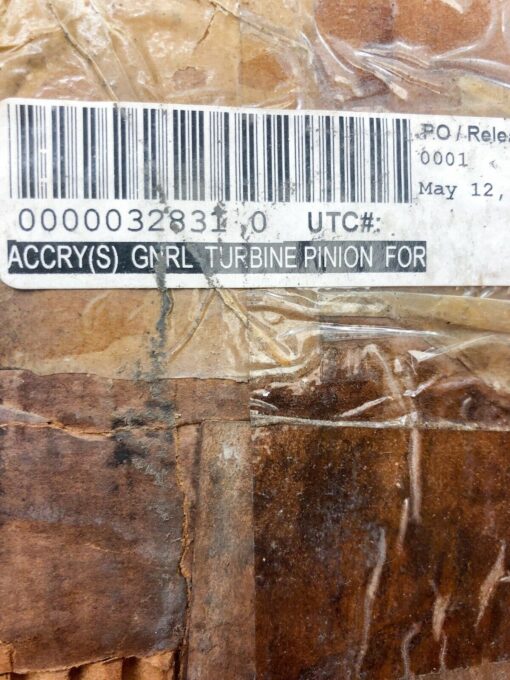 PO / Relea
0001
May 12,
0000032831 0 UTC#:
ACCRY(S) GNRL TURBINE PINION FOR